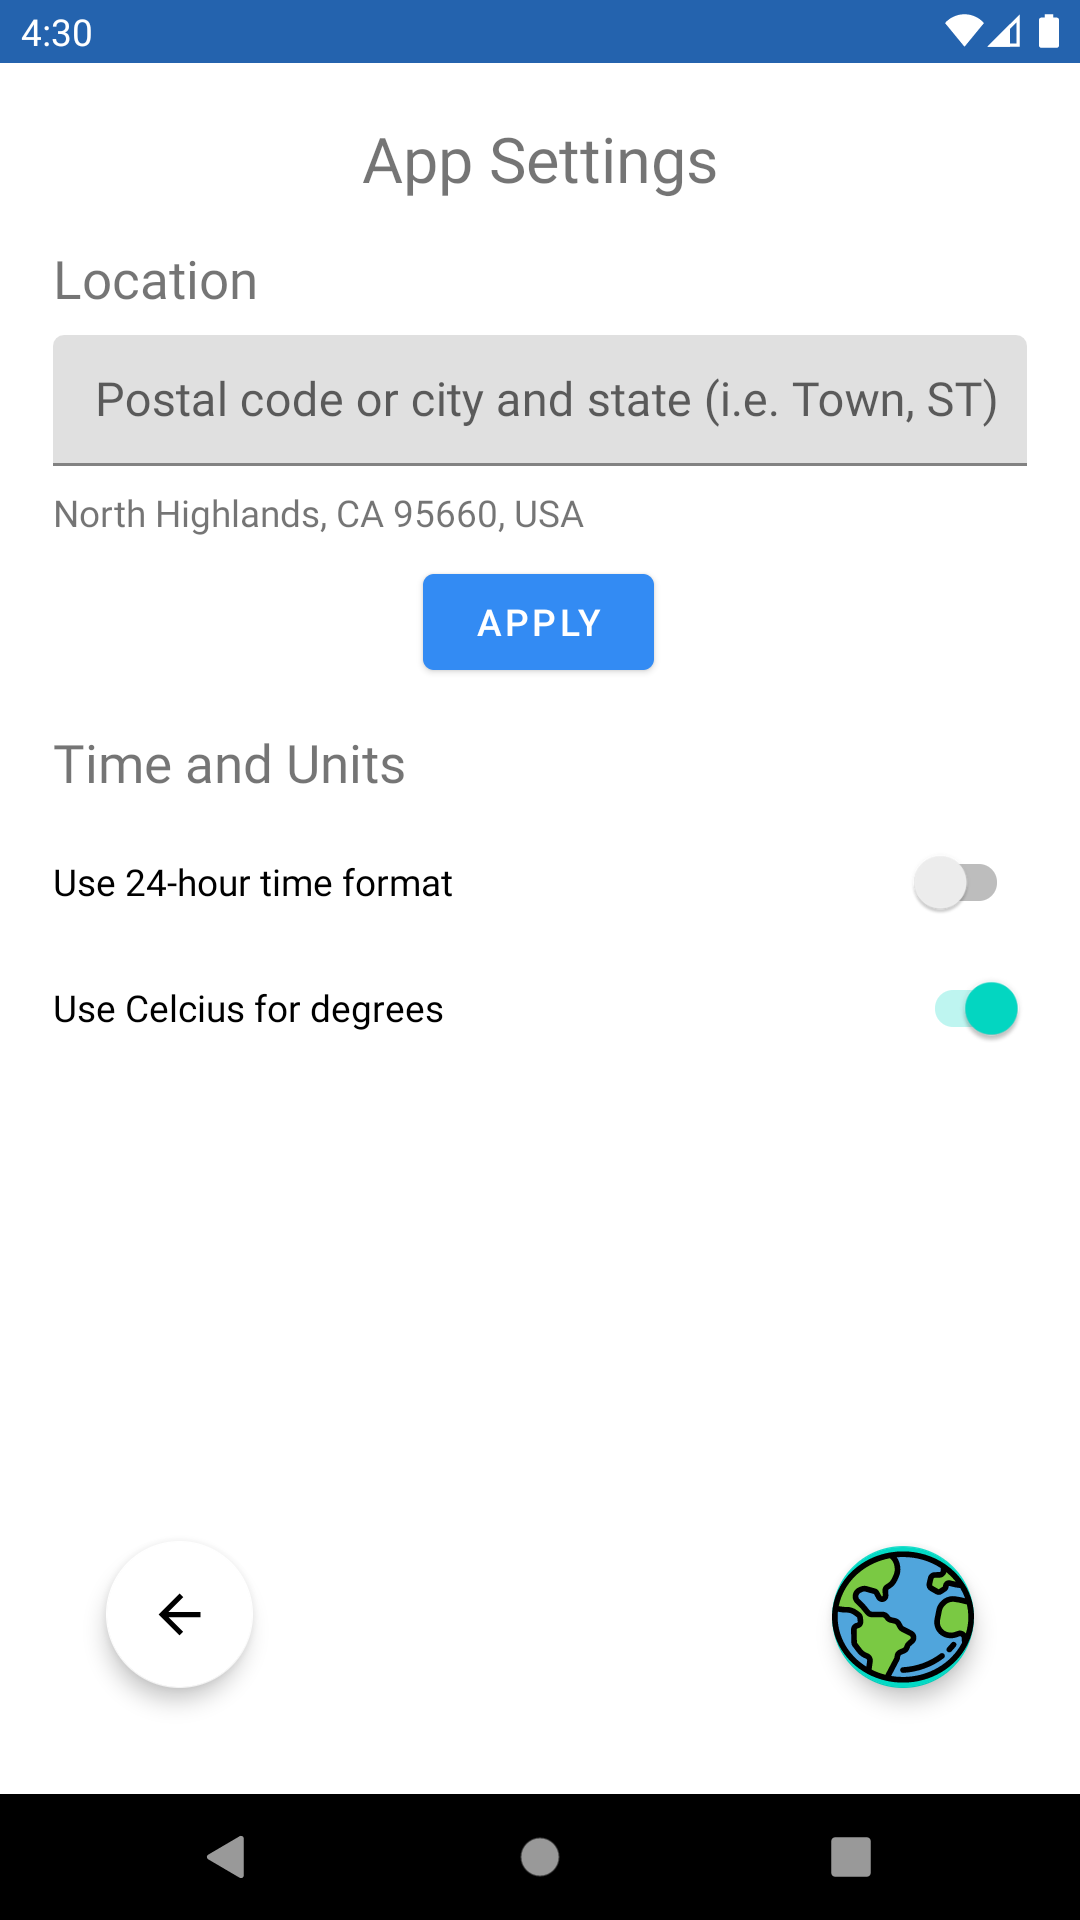 4:30
App Settings
Location
Postal code or city and state (i.e. Town, ST)
North Highlands, CA 95660, USA
APPLY
Time and Units
Use 24-hour time format
Use Celcius for degrees